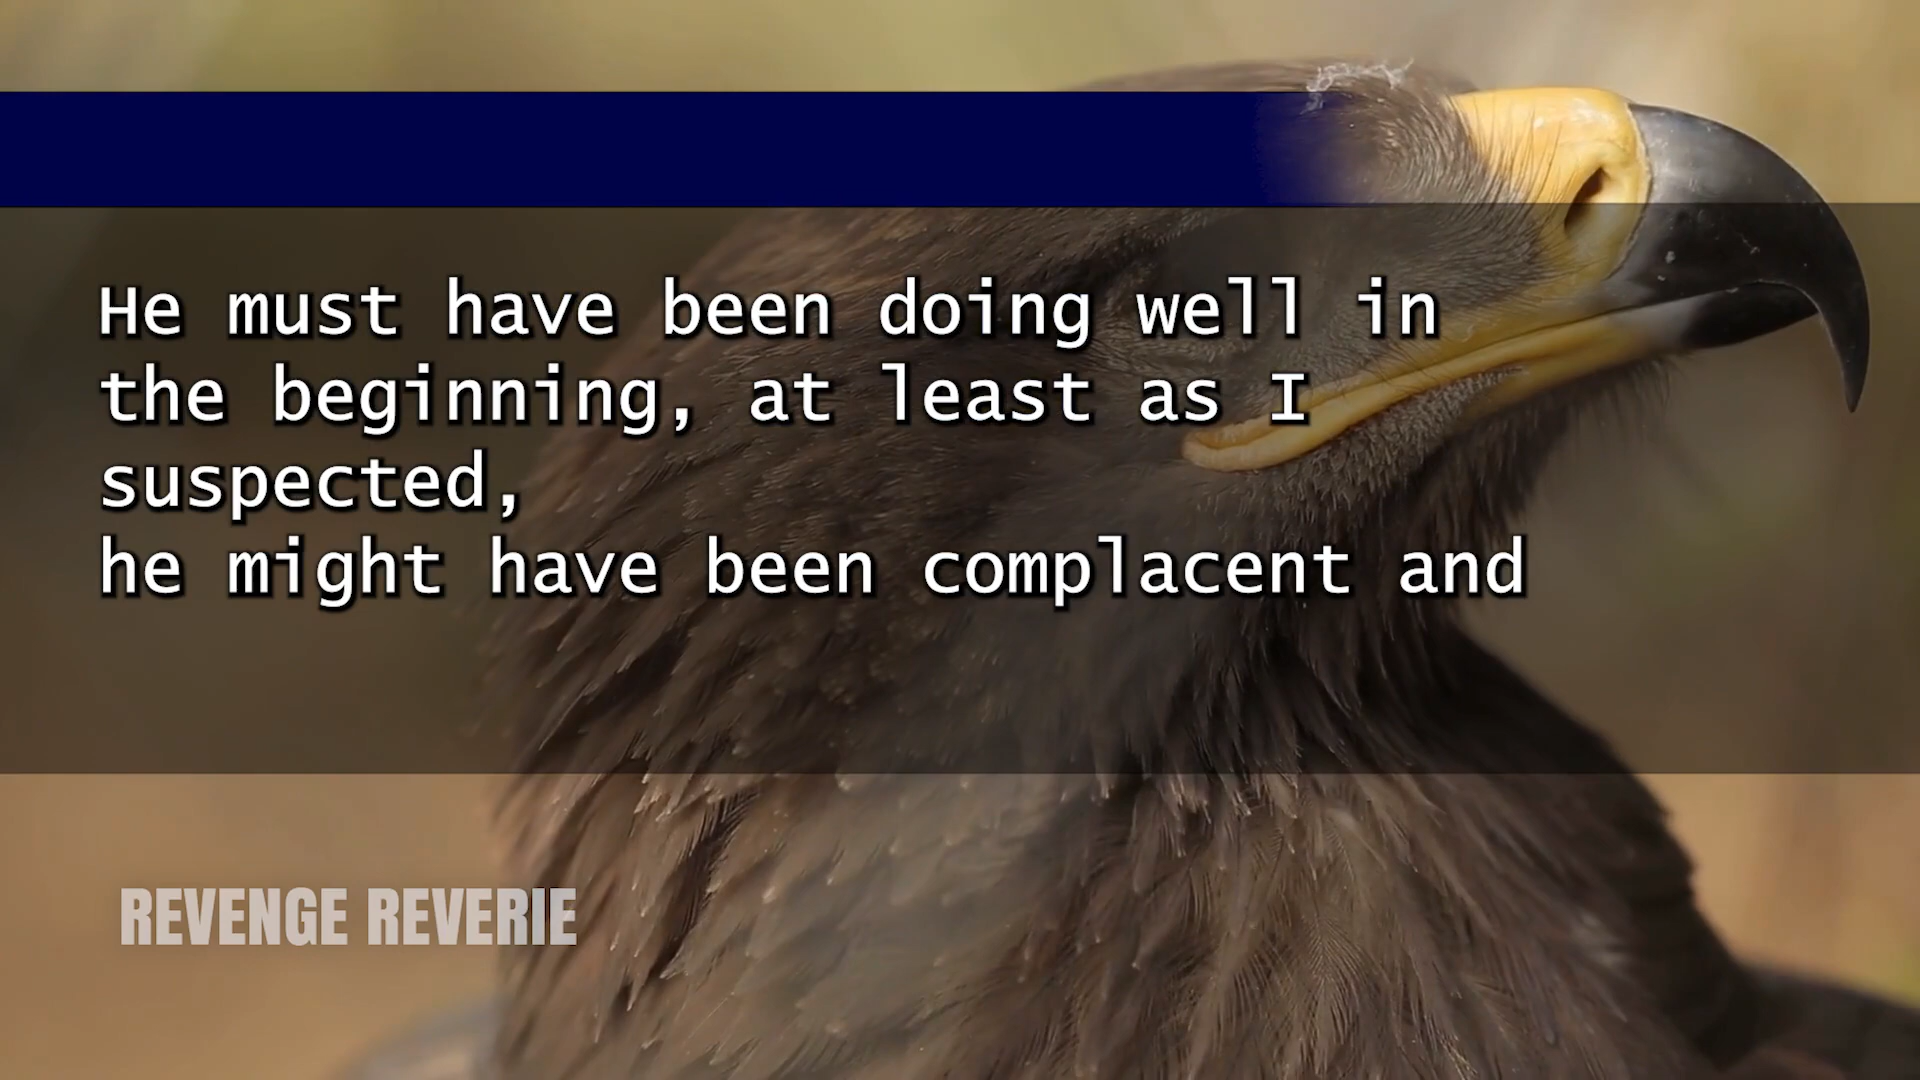 He must have been doing well in
the beginning, at least as I
suspected,
he might have been complacent and
REVENGE REVERIE